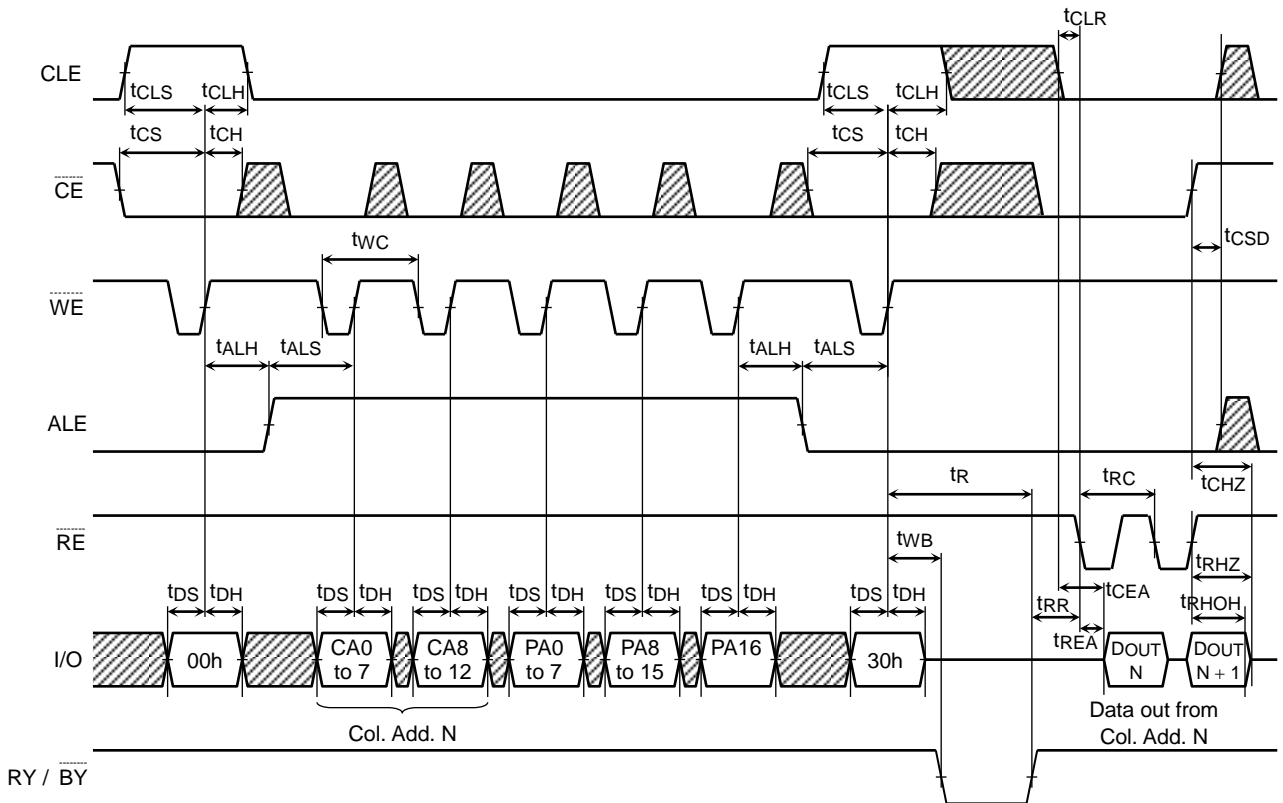 tCLR
CLE
tCLS tCLH tCLS tCLH
tCS tCH tCS tCH
CE
tWC tCSD
WE
tALH tALS tALH tALS
ALE
tR tRC tCHZ
RE
tWB
tDS tDH tDS tDH tDS tDH tDS tDH tDS tDH tDS tDH tDS tDH tCEA tRHZ
tRR tRHOH
tREA
I/O 00h CA0 to 7 CA8 to 12 PA0 to 7 PA8 to 15 PA16 30h DOUT N DOUT N + 1
Col. Add. N
Data out from
Col. Add. N
RY / BY